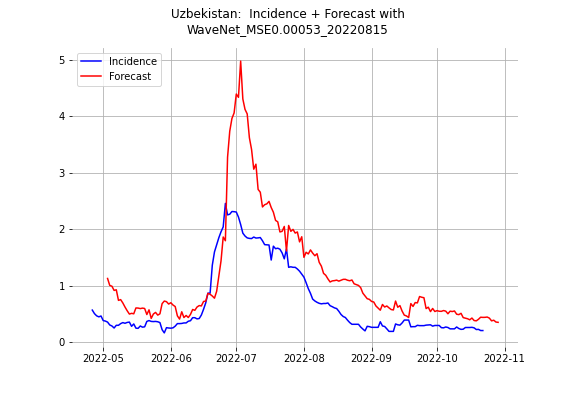 Uzbekistan:  Incidence + Forecast with
WaveNet_MSE0.00053_20220815
Incidence
Forecast
5
4
3
2
1
0
2022-05 2022-06 2022-07 2022-08 2022-09 2022-10 2022-11